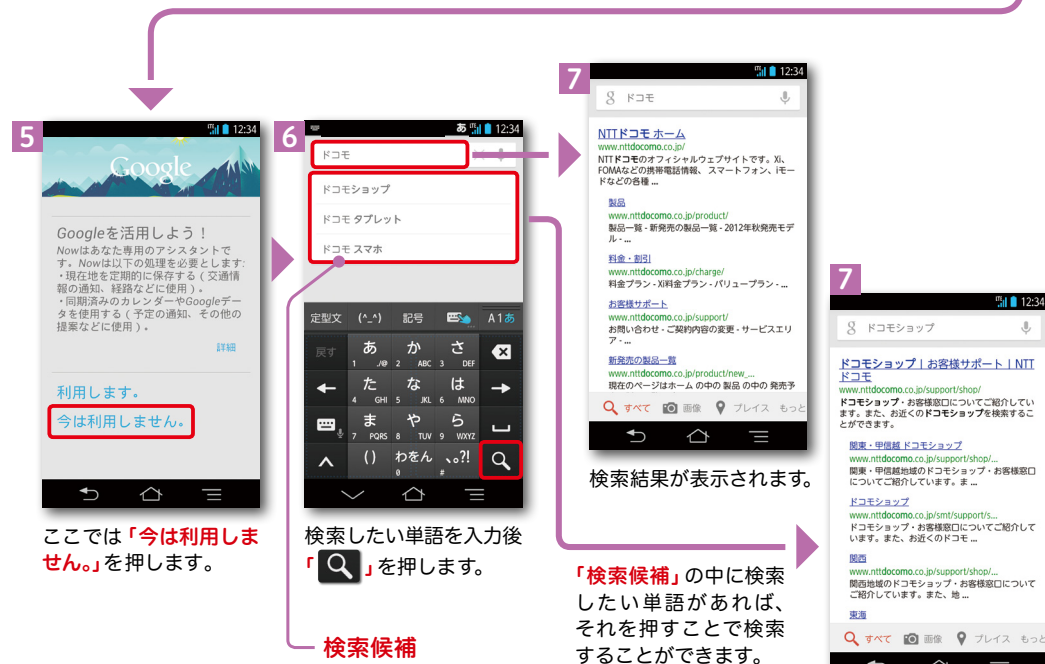 5
12:34
Google
Googleを活用しよう！
Nowはあなた専用のアシスタントで
す。Nowは以下の処理を必要とします:
・現在地を定期的に保存する（交通情
報の通知、経路などに使用）。
・同期済みのカレンダーやGoogleデー
タを使用する（予定の通知、その他の
提案などに使用）。
詳細
利用します。
今は利用しません。
ここでは「今は利用しま
せん。」を押します。
6
あ 12:34
ドコモ
ドコモショップ
ドコモ タブレット
ドコモ スマホ
定型文 (^_^) 記号 A1あ
戻す あ 1 ./@ か 2 ABC さ 3 DEF
た 4 GHI な 5 JKL は 6 MNO
ま 7 PQRS や 8 TUV ら 9 WXYZ
() わをん 0 、。?! #
検索したい単語を入力後
「 」を押します。
検索候補
7
12:34
g ドコモ
NTTドコモ ホーム
www.nttdocomo.co.jp/
NTTドコモのオフィシャルウェブサイトです。Xi、
FOMAなどの携帯電話情報、 スマートフォン、iモー
ドなどの各種 ...
製品
www.nttdocomo.co.jp/product/
製品一覧 - 新発売の製品一覧 - 2012年秋発売モデ
ル - ...
料金・割引
www.nttdocomo.co.jp/charge/
料金プラン - Xi料金プラン - バリュープラン - ...
お客様サポート
www.nttdocomo.co.jp/support/
お問い合わせ - ご契約内容の変更 - サービスエリ
ア - ...
新発売の製品一覧
www.nttdocomo.co.jp/product/new_...
現在のページはホーム の中の 製品 の中の 発売予
すべて 画像 プレイス もっと
検索結果が表示されます。
「検索候補」の中に検索
したい単語があれば、
それを押すことで検索
することができます。
7
12:34
g ドコモショップ
ドコモショップ | お客様サポート | NTT
ドコモ
www.nttdocomo.co.jp/support/shop/
ドコモショップ・お客様窓口についてご紹介してい
ます。また、お近くのドコモショップを検索するこ
とができます。
関東・甲信越 ドコモショップ
www.nttdocomo.co.jp/support/shop/...
関東・甲信越地域のドコモショップ・お客様窓口
についてご紹介しています。ま ...
ドコモショップ
www.nttdocomo.co.jp/smt/support/s...
ドコモショップ・お客様窓口についてご紹介して
います。また、お近くのドコモ ...
関西
www.nttdocomo.co.jp/support/shop/...
関西地域のドコモショップ・お客様窓口について
ご紹介しています。また、地 ...
東海
すべて 画像 プレイス もっと